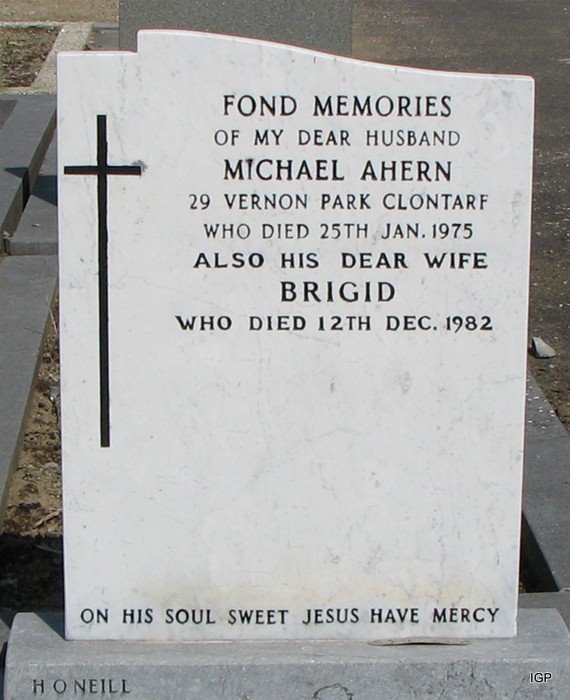 FOND MEMORIES
OF MY DEAR HUSBAND
MICHAEL AHERN
29 VERNON PARK CLONTARF
WHO DIED 25TH JAN. 1975
ALSO HIS DEAR WIFE
BRIGID
WHO DIED 12TH DEC. 1982
ON HIS SOUL SWEET JESUS HAVE MERCY
H O NEILL
IGP